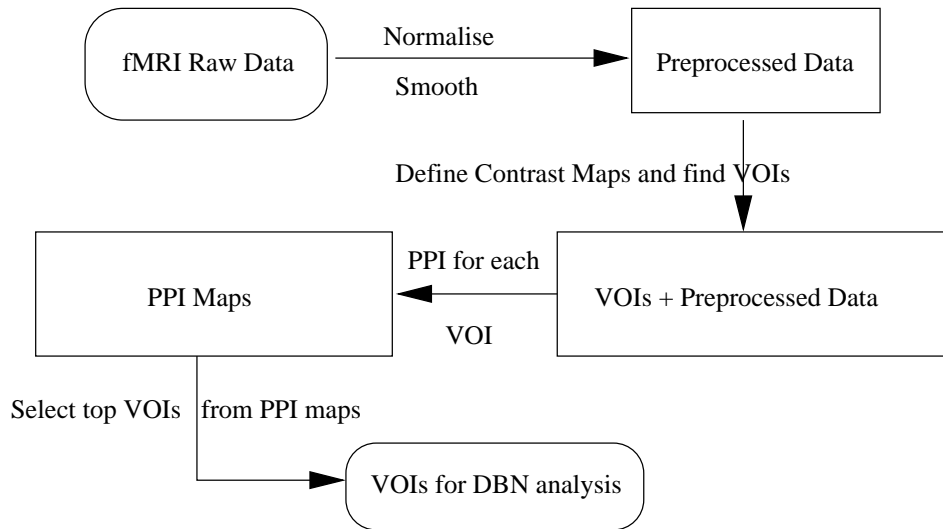 fMRI Raw Data
Normalise
Smooth
Preprocessed Data
Define Contrast Maps and find VOIs
VOIs + Preprocessed Data
PPI for each
VOI
PPI Maps
Select top VOIs from PPI maps
VOIs for DBN analysis